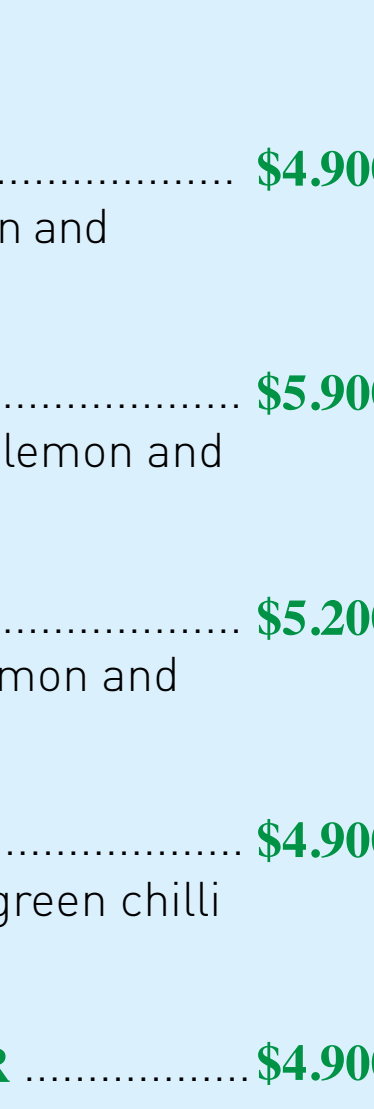 .................. $4.900
n and
.................. $5.900
lemon and
.................. $5.200
mon and
.................. $4.900
green chilli
R .................. $4.900